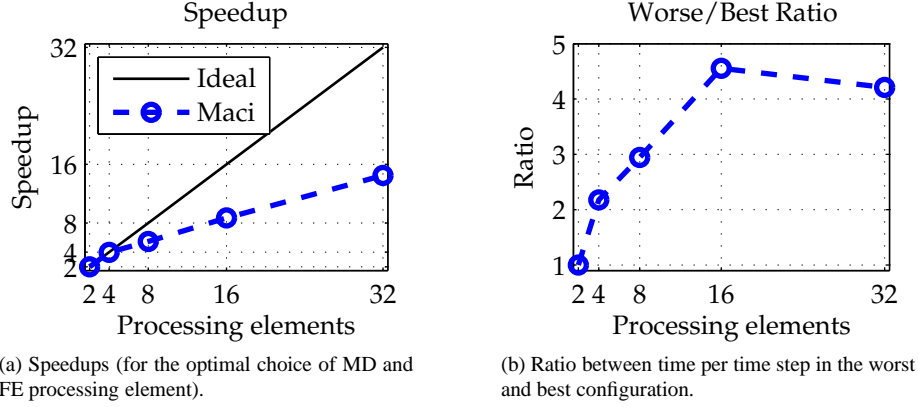 Speedup
32
16
8
4
2
Speedup
Ideal
Maci
2 4 8 16 32
Processing elements
(a) Speedups (for the optimal choice of MD and
FE processing element).
Worse/Best Ratio
5
4
3
2
1
Ratio
2 4 8 16 32
Processing elements
(b) Ratio between time per time step in the worst
and best configuration.